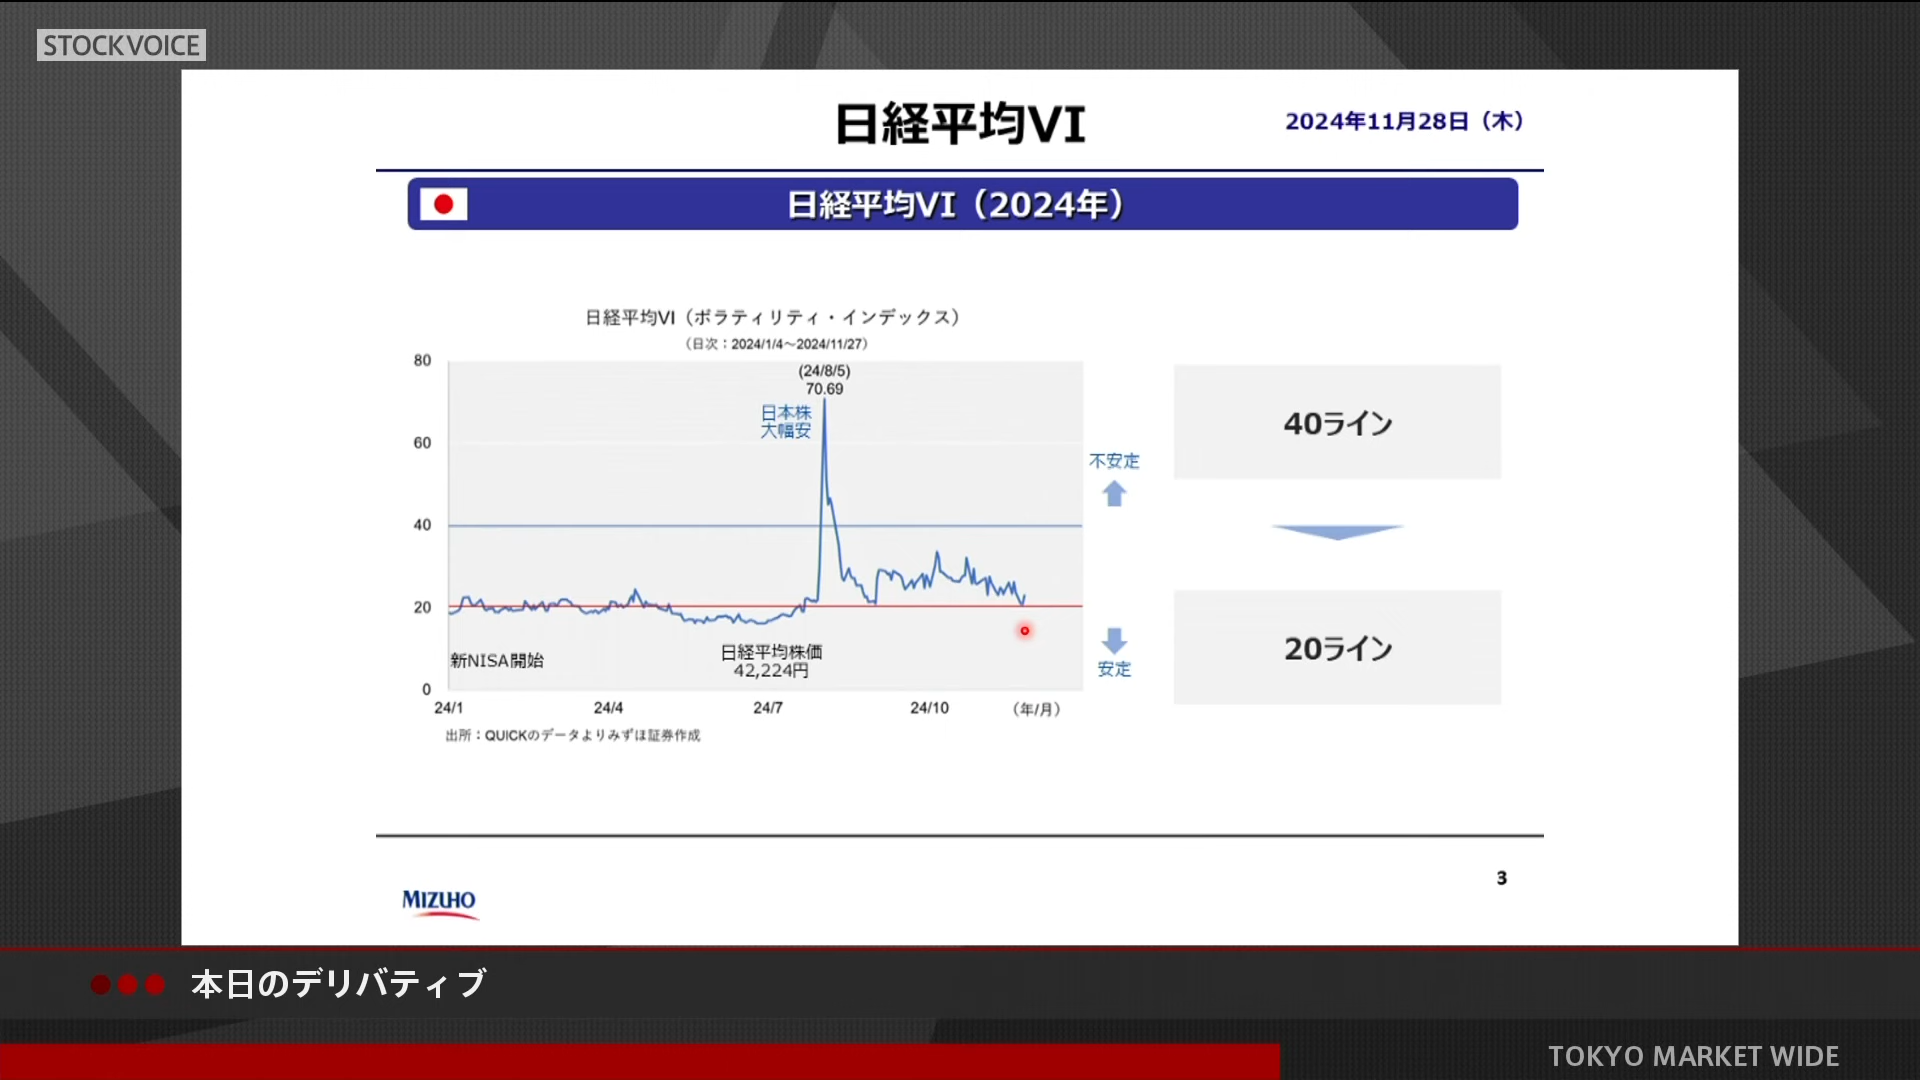 STOCKVOICE
日経平均VI
2024年11月28日（木）
日経平均VI（2024年）
日経平均VI（ボラティリティ・インデックス）
（日次：2024/1/4～2024/11/27）
80
60
40
20
0
(24/8/5)
70.69
日本株
大幅安
新NISA開始
日経平均株価
42,224円
24/1
24/4
24/7
24/10
（年/月）
出所：QUICKのデータよりみずほ証券作成
不安定
安定
40ライン
20ライン
3
MIZUHO
本日のデリバティブ
TOKYO MARKET WIDE